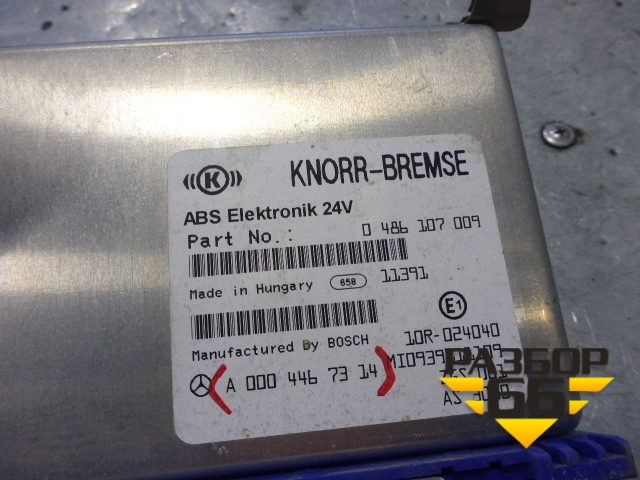 K KNORR-BREMSE
ABS Elektronik 24V
Part No.: 0 486 107 009
Made in Hungary 658 11391
E1
Manufactured by BOSCH 10R-024040
A 000 446 73 14
РАЗБОР
66